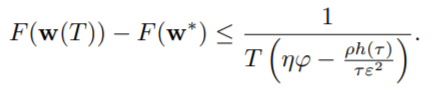 F(w(T)) − F(w*) ≤ 1 / (T (ηφ − ρh(τ) / (τε²))) .